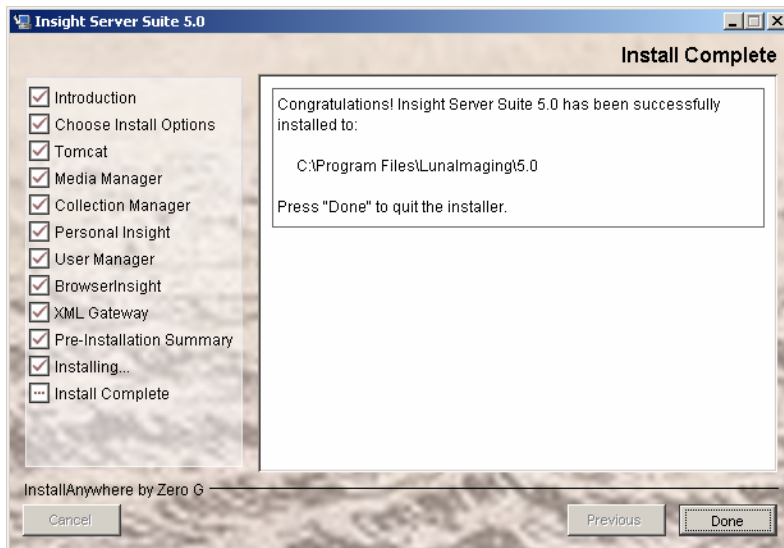 Insight Server Suite 5.0
Install Complete
Introduction
Choose Install Options
Tomcat
Media Manager
Collection Manager
Personal Insight
User Manager
BrowserInsight
XML Gateway
Pre-Installation Summary
Installing...
Install Complete
Congratulations! Insight Server Suite 5.0 has been successfully
installed to:
C:\Program Files\LunaImaging\5.0
Press "Done" to quit the installer.
InstallAnywhere by Zero G
Cancel
Previous
Done